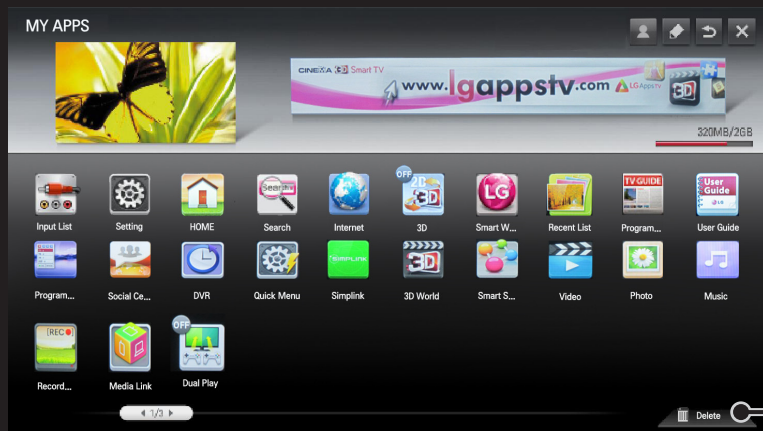 MY APPS
CINEMA 3D Smart TV
www.lgappstv.com LG Apps TV
3D
320MB/2GB
OFF
Search
2D
3D
LG
TV GUIDE
User Guide
LG
Input List Setting HOME Search Internet 3D Smart W... Recent List Program... User Guide
SIMPLINK
3D
Program... Social Ce... DVR Quick Menu Simplink 3D World Smart S... Video Photo Music
[REC●]
OFF
Record... Media Link Dual Play
◀ 1/3 ▶
Delete